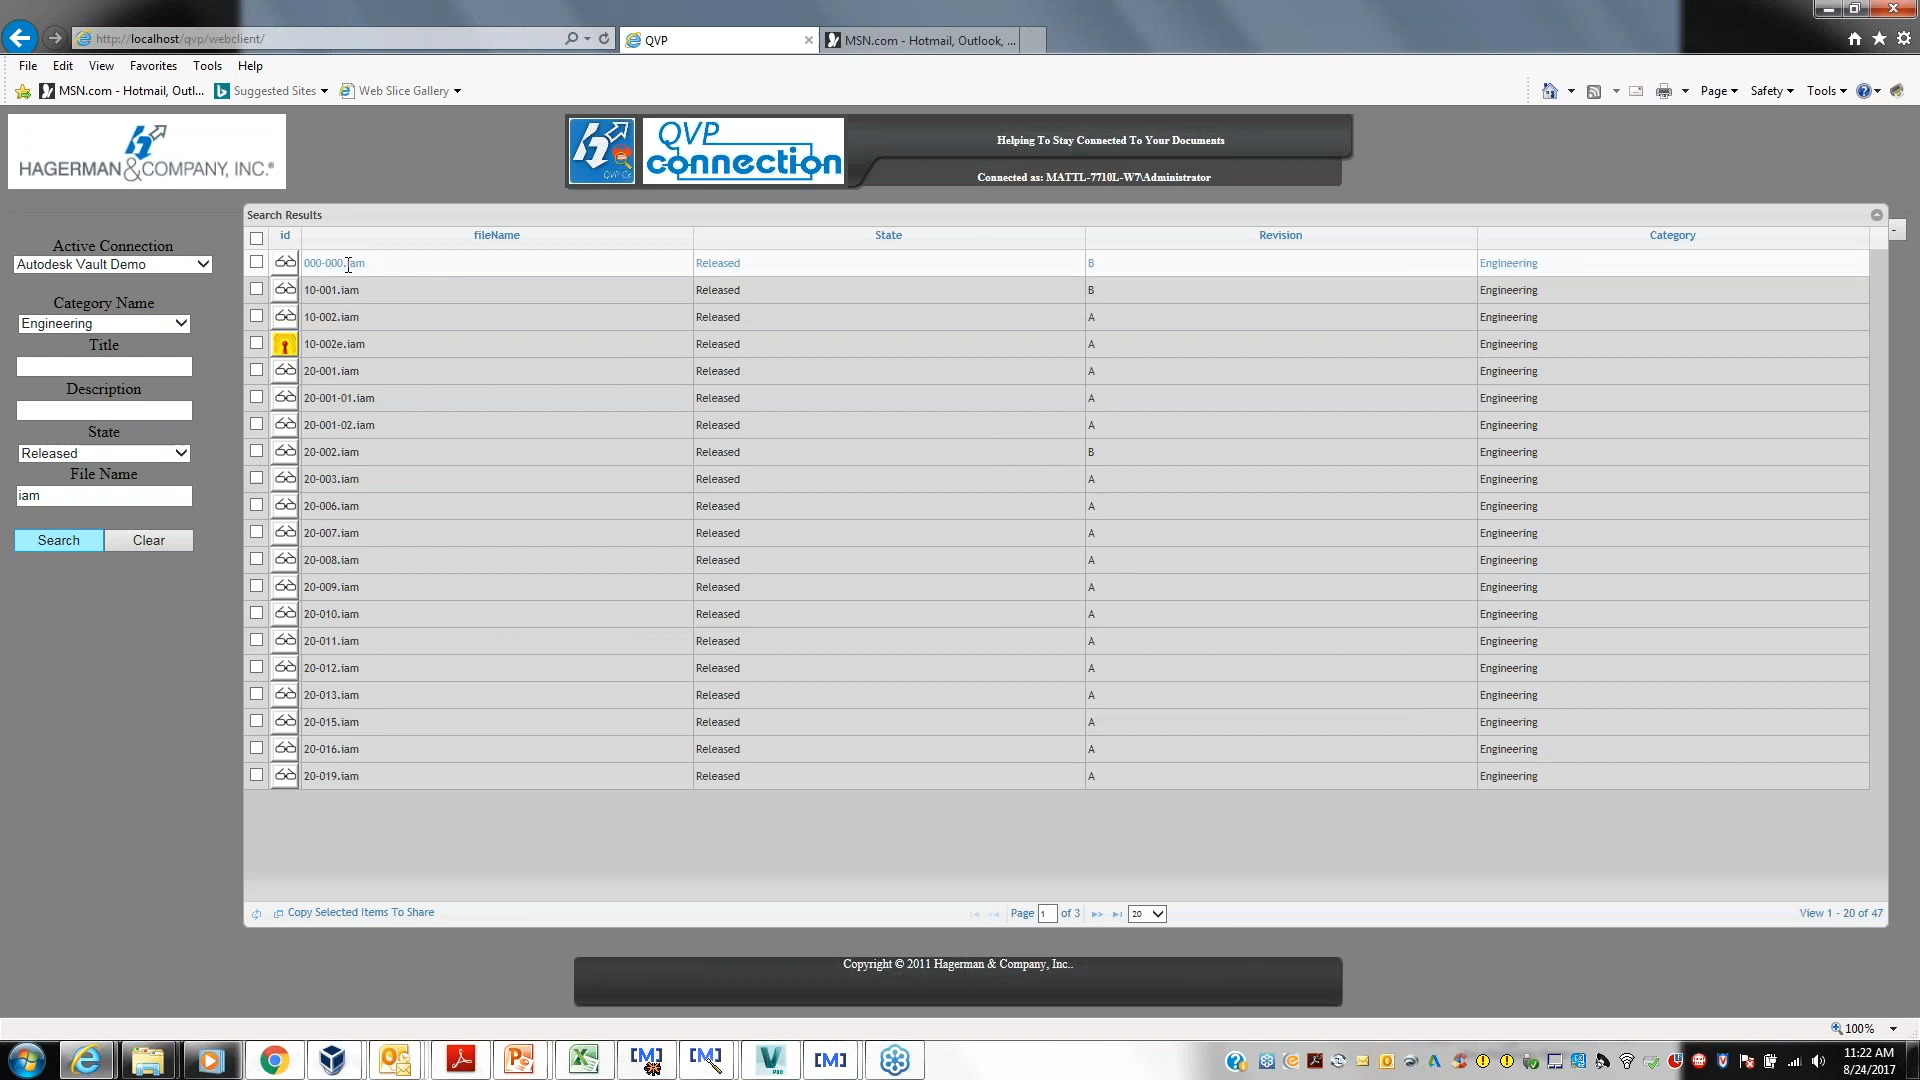 http://localhost/qvp/webclient/
QVP
MSN.com - Hotmail, Outlook, ...
File Edit View Favorites Tools Help
MSN.com - Hotmail, Outl... Suggested Sites Web Slice Gallery
Page Safety Tools
HAGERMAN & COMPANY, INC.®
QVP Cx
QVP
connection
Helping To Stay Connected To Your Documents
Connected as: MATTL-7710L-W7\Administrator
Active Connection
Autodesk Vault Demo
Category Name
Engineering
Title
Description
State
Released
File Name
iam
Search Clear
Search Results
id fileName State Revision Category
000-000.iam Released B Engineering
10-001.iam Released B Engineering
10-002.iam Released A Engineering
10-002e.iam Released A Engineering
20-001.iam Released A Engineering
20-001-01.iam Released A Engineering
20-001-02.iam Released A Engineering
20-002.iam Released B Engineering
20-003.iam Released A Engineering
20-006.iam Released A Engineering
20-007.iam Released A Engineering
20-008.iam Released A Engineering
20-009.iam Released A Engineering
20-010.iam Released A Engineering
20-011.iam Released A Engineering
20-012.iam Released A Engineering
20-013.iam Released A Engineering
20-015.iam Released A Engineering
20-016.iam Released A Engineering
20-019.iam Released A Engineering
Copy Selected Items To Share
Page 1 of 3 20
View 1 - 20 of 47
Copyright © 2011 Hagerman & Company, Inc..
100%
[M] [M] V PRO [M]
11:22 AM
8/24/2017